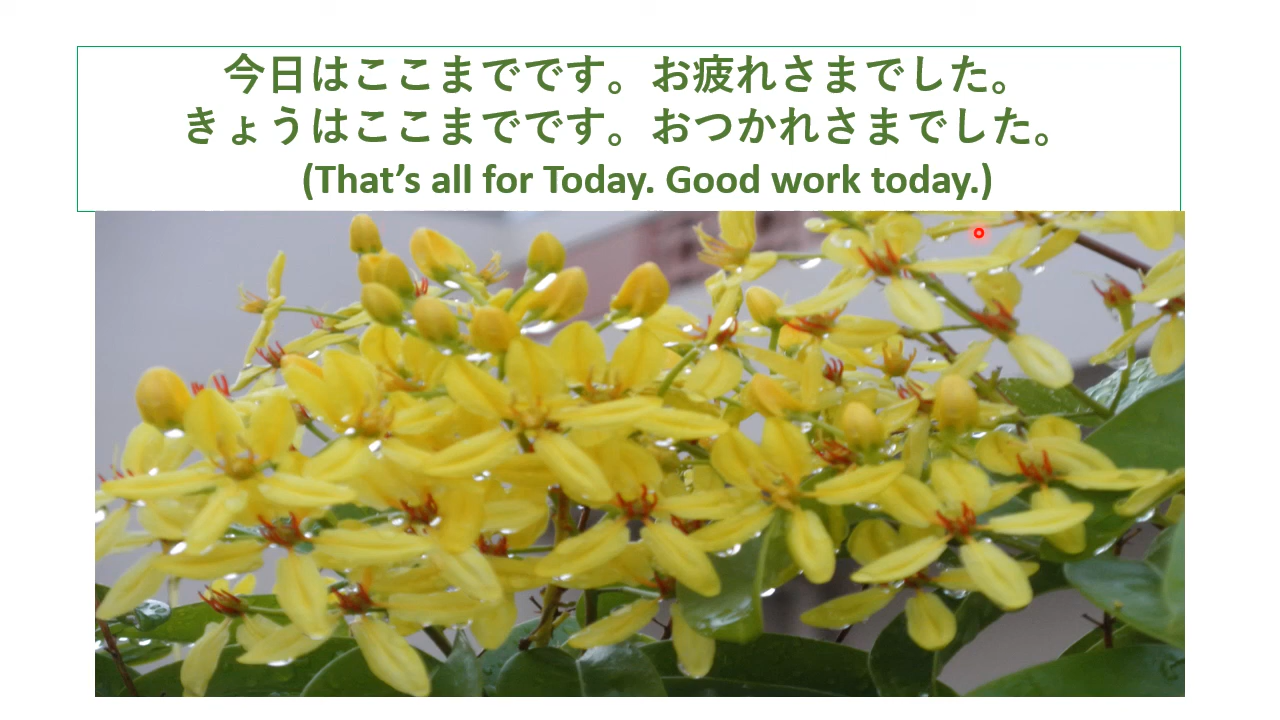 今日はここまでです。お疲れさまでした。
きょうはここまでです。おつかれさまでした。
(That’s all for Today. Good work today.)